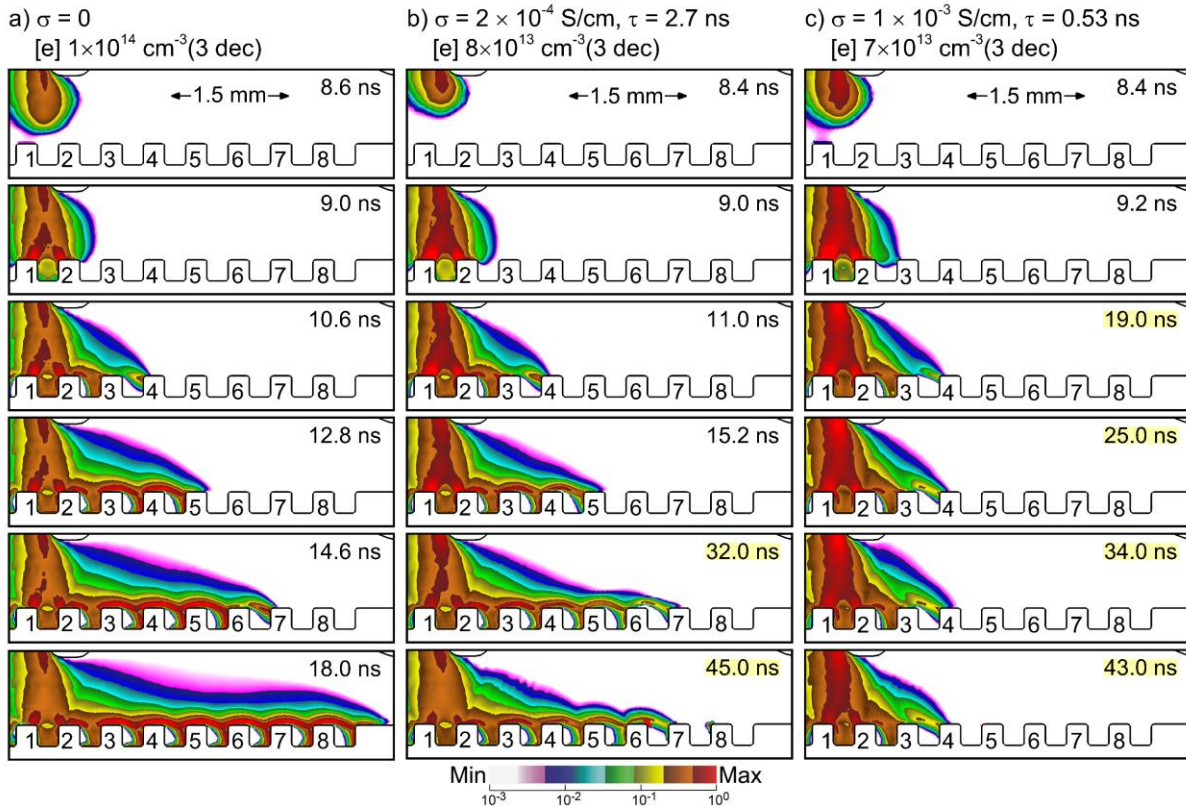 a) σ = 0
[e] 1×10¹⁴ cm⁻³(3 dec)
8.6 ns
1.5 mm
1 2 3 4 5 6 7 8
9.0 ns
1 2 3 4 5 6 7 8
10.6 ns
1 2 3 4 5 6 7 8
12.8 ns
1 2 3 4 5 6 7 8
14.6 ns
1 2 3 4 5 6 7 8
18.0 ns
1 2 3 4 5 6 7 8
b) σ = 2 × 10⁻⁴ S/cm, τ = 2.7 ns
[e] 8×10¹³ cm⁻³(3 dec)
8.4 ns
1.5 mm
1 2 3 4 5 6 7 8
9.0 ns
1 2 3 4 5 6 7 8
11.0 ns
1 2 3 4 5 6 7 8
15.2 ns
1 2 3 4 5 6 7 8
32.0 ns
1 2 3 4 5 6 7 8
45.0 ns
1 2 3 4 5 6 7 8
c) σ = 1 × 10⁻³ S/cm, τ = 0.53 ns
[e] 7×10¹³ cm⁻³(3 dec)
8.4 ns
1.5 mm
1 2 3 4 5 6 7 8
9.2 ns
1 2 3 4 5 6 7 8
19.0 ns
1 2 3 4 5 6 7 8
25.0 ns
1 2 3 4 5 6 7 8
34.0 ns
1 2 3 4 5 6 7 8
43.0 ns
1 2 3 4 5 6 7 8
Min Max
10⁻³ 10⁻² 10⁻¹ 10⁰